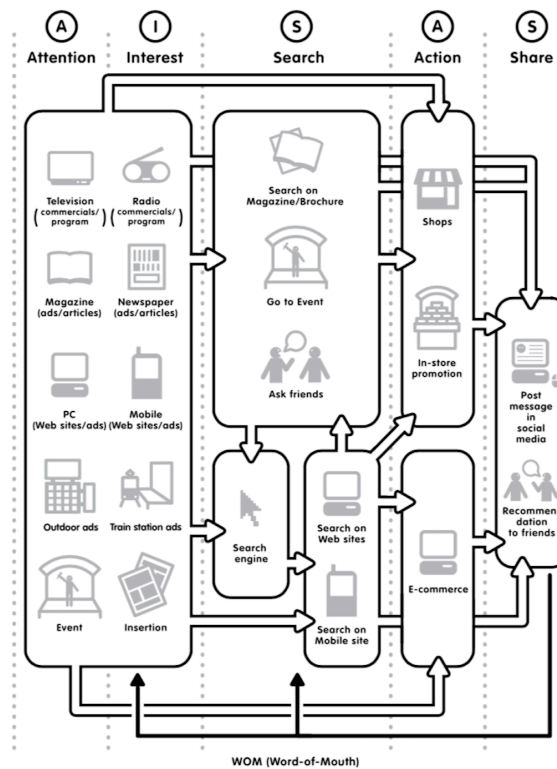 A I S A S
Attention Interest Search Action Share
Television
( commercials/
program )
Radio
( commercials/
program )
Magazine
(ads/articles)
Newspaper
(ads/articles)
PC
(Web sites/ads)
Mobile
(Web sites/ads)
Outdoor ads
Train station ads
Event
Insertion
Search on
Magazine/Brochure
Go to Event
Ask friends
Search
engine
Search on
Web sites
Search on
Mobile site
Shops
In-store
promotion
E-commerce
Post
message
in
social
media
Recommen
dation
to friends
WOM (Word-of-Mouth)